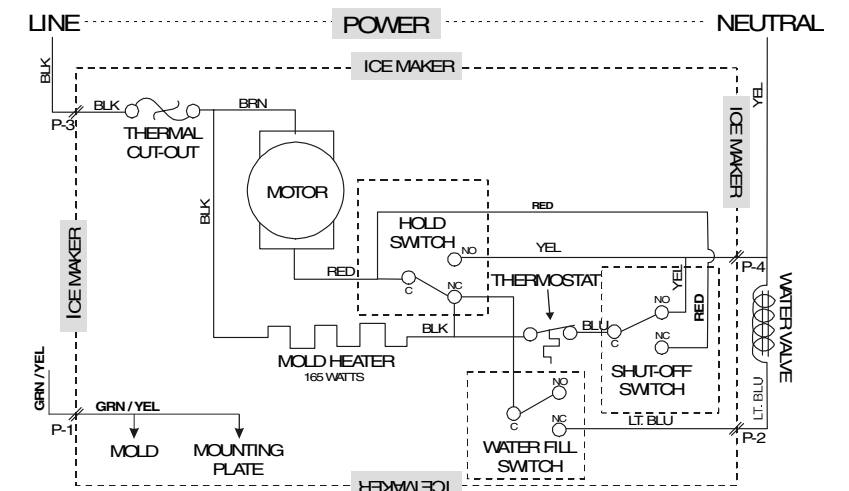 LINE POWER NEUTRAL
ICE MAKER
BLK
YEL
BLK
BRN
P-3
THERMAL
CUT-OUT
ICE MAKER
MOTOR
BLK
HOLD
SWITCH
RED
NO
YEL
RED
C
NC
THERMOSTAT
YEL
RED
P-4
ICE MAKER
BLK
BLU
NO
C
NC
WATER VALVE
MOLD HEATER
165 WATTS
SHUT-OFF
SWITCH
GRN / YEL
GRN / YEL
P-1
MOLD
MOUNTING
PLATE
NO
C
NC
WATER FILL
SWITCH
LT. BLU
LT. BLU
P-2
ICE MAKER